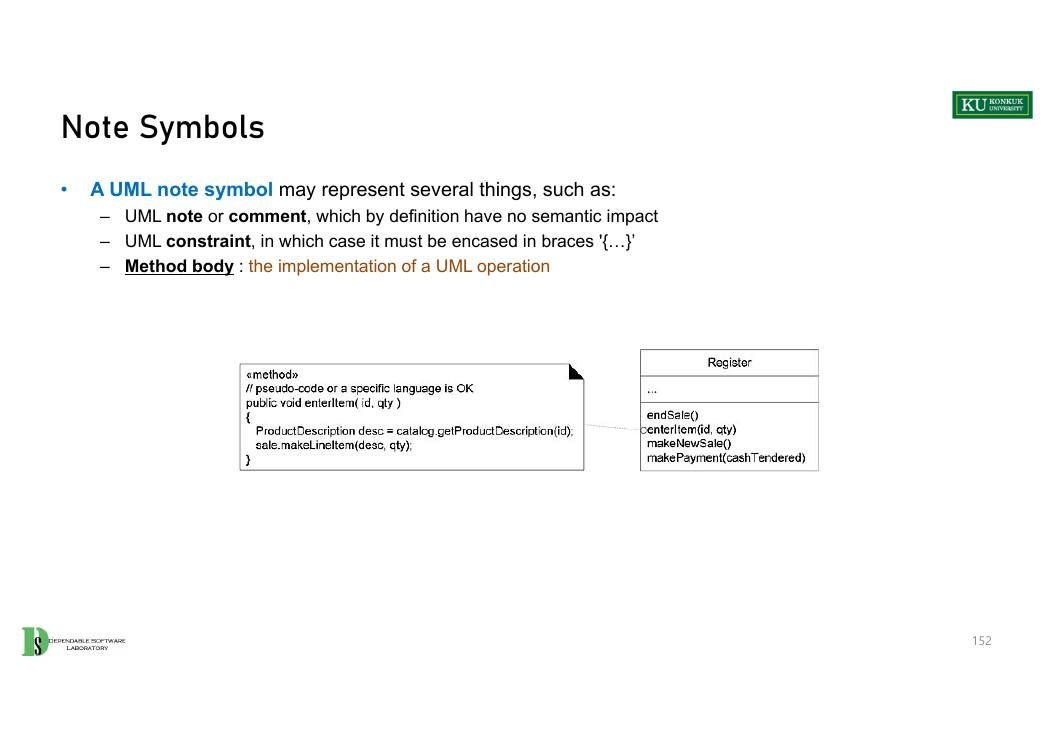 KU KONKUK
UNIVERSITY
Note Symbols
• A UML note symbol may represent several things, such as:
– UML note or comment, which by definition have no semantic impact
– UML constraint, in which case it must be encased in braces '{…}’
– Method body : the implementation of a UML operation
«method»
// pseudo-code or a specific language is OK
public void enterItem( id, qty )
{
ProductDescription desc = catalog.getProductDescription(id);
sale.makeLineItem(desc, qty);
}
Register
...
endSale()
enterItem(id, qty)
makeNewSale()
makePayment(cashTendered)
DS DEPENDABLE SOFTWARE
LABORATORY
152